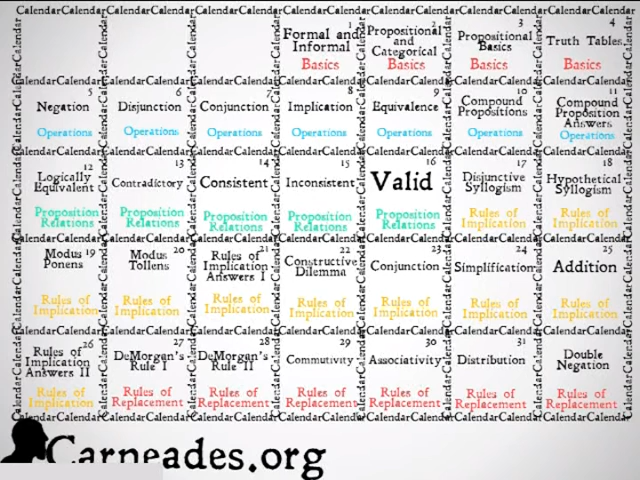 CalendarCalendarCalendarCalendarCalendarCalendarCalendarCalendarCalendarCalendarCalendarCalendarCalendarCalendar
1 2 3 4
Formal and Informal
Basics
Propositional and Categorical
Basics
Propositional Basics
Basics
Truth Tables
Basics
5
Negation
Operations
6
Disjunction
Operations
7
Conjunction
Operations
8
Implication
Operations
9
Equivalence
Operations
10
Compound Propositions
Operations
11
Compound Proposition Answers
Operations
12
Logically Equivalent
Proposition Relations
13
Contradictory
Proposition Relations
14
Consistent
Proposition Relations
15
Inconsistent
Proposition Relations
16
Valid
Proposition Relations
17
Disjunctive Syllogism
Rules of Implication
18
Hypothetical Syllogism
Rules of Implication
19
Modus Ponens
Rules of Implication
20
Modus Tollens
Rules of Implication
21
Rules of Implication Answers I
Rules of Implication
22
Constructive Dilemma
Rules of Implication
23
Conjunction
Rules of Implication
24
Simplification
Rules of Implication
25
Addition
Rules of Implication
26
Rules of Implication Answers II
Rules of Implication
27
DeMorgan's Rule I
Rules of Replacement
28
DeMorgan's Rule II
Rules of Replacement
29
Commutivity
Rules of Replacement
30
Associativity
Rules of Replacement
31
Distribution
Rules of Replacement
Double Negation
Rules of Replacement
Carneades.org